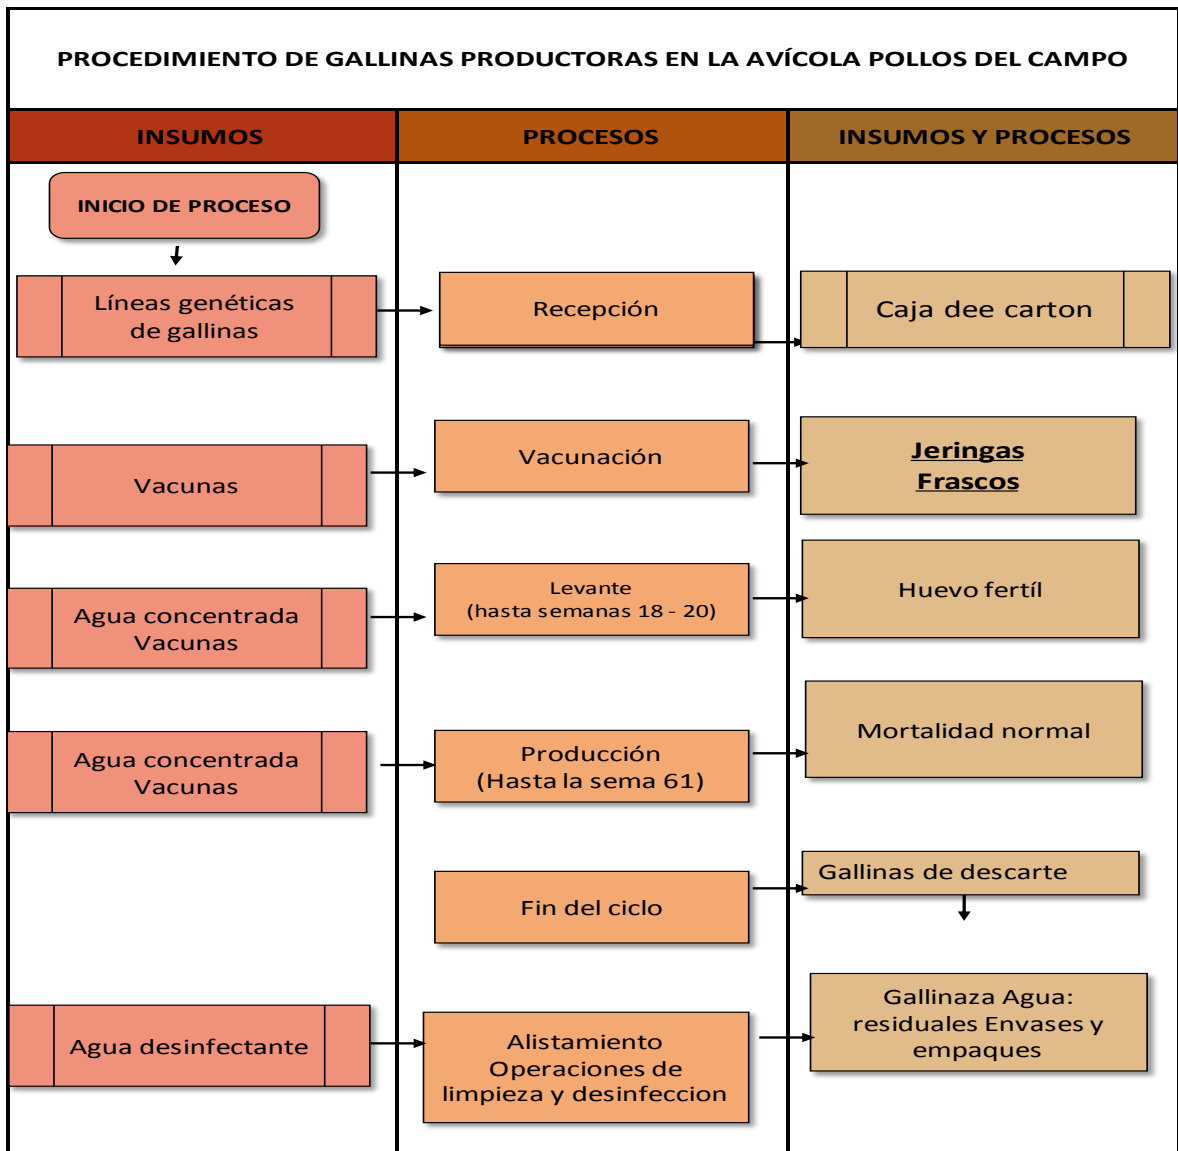 PROCEDIMIENTO DE GALLINAS PRODUCTORAS EN LA AVÍCOLA POLLOS DEL CAMPO
INSUMOS
PROCESOS
INSUMOS Y PROCESOS
INICIO DE PROCESO
Líneas genéticas
de gallinas
Recepción
Caja dee carton
Vacunas
Vacunación
Jeringas
Frascos
Agua concentrada
Vacunas
Levante
(hasta semanas 18 - 20)
Huevo fertíl
Agua concentrada
Vacunas
Producción
(Hasta la sema 61)
Mortalidad normal
Fin del ciclo
Gallinas de descarte
Agua desinfectante
Alistamiento
Operaciones de
limpieza y desinfeccion
Gallinaza Agua:
residuales Envases y
empaques